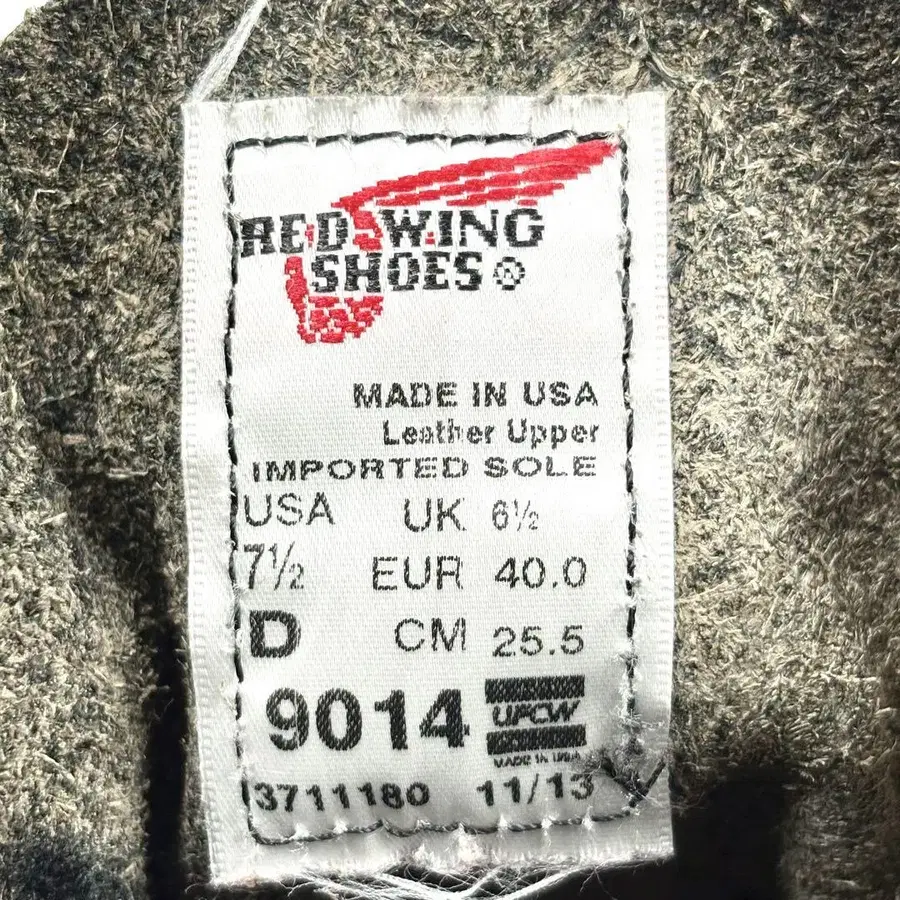 RED WING
SHOES®
MADE IN USA
Leather Upper
IMPORTED SOLE
USA UK 6½
7½ EUR 40.0
D CM 25.5
9014 UFCW
MADE IN USA
3711180 11/13